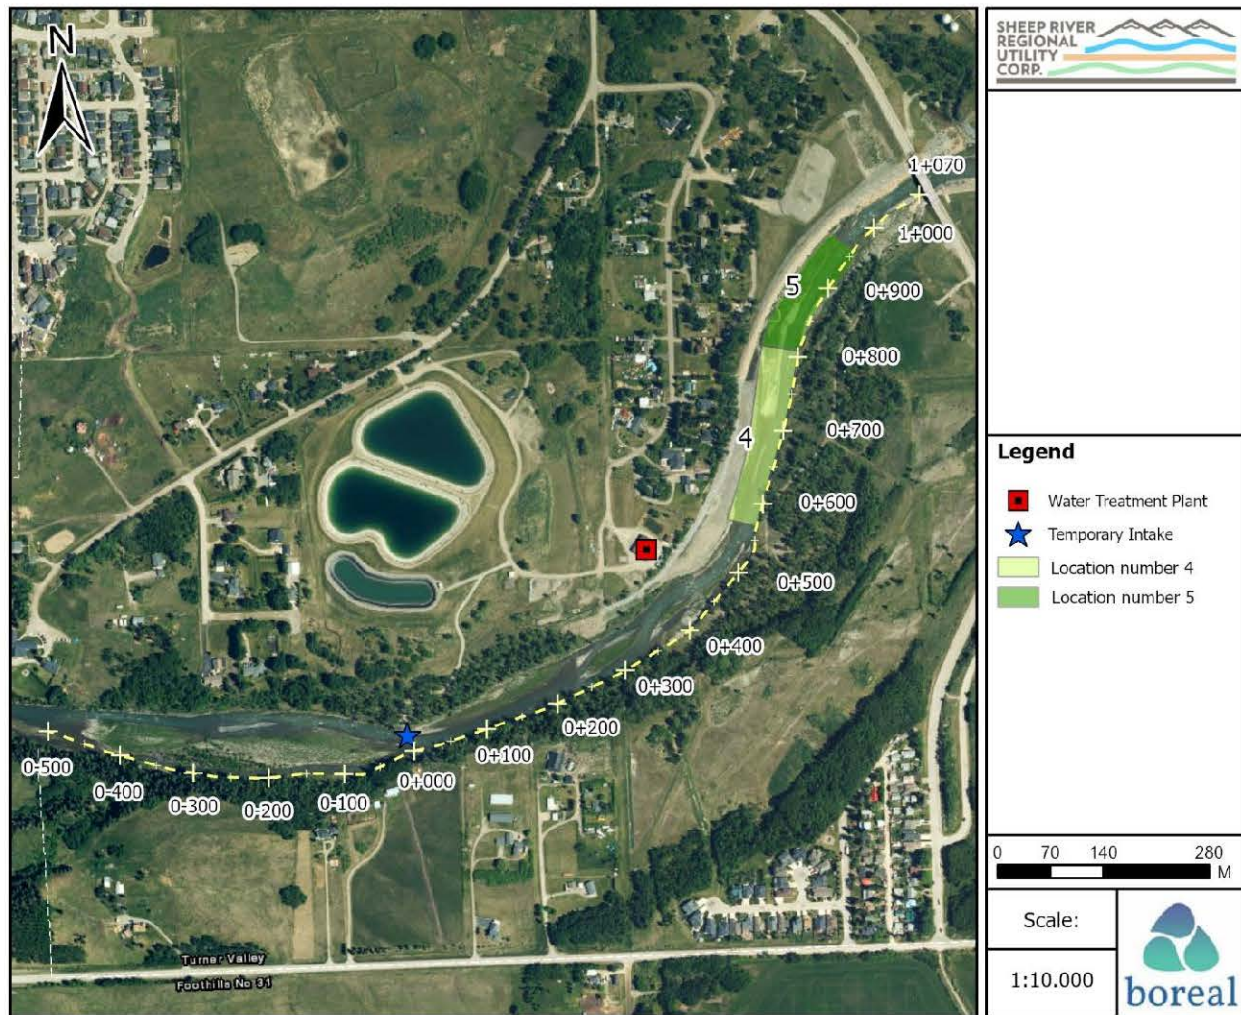 N
SHEEP RIVER
REGIONAL
UTILITY
CORP.
1+070
1+000
5
0+900
0+800
4
0+700
0+600
0+500
0+400
0+300
0+200
0+100
0+000
0-100
0-200
0-300
0-400
0-500
Turner Valley
Foothills No 31
Legend
Water Treatment Plant
Temporary Intake
Location number 4
Location number 5
0 70 140 280
M
Scale:
1:10.000
boreal